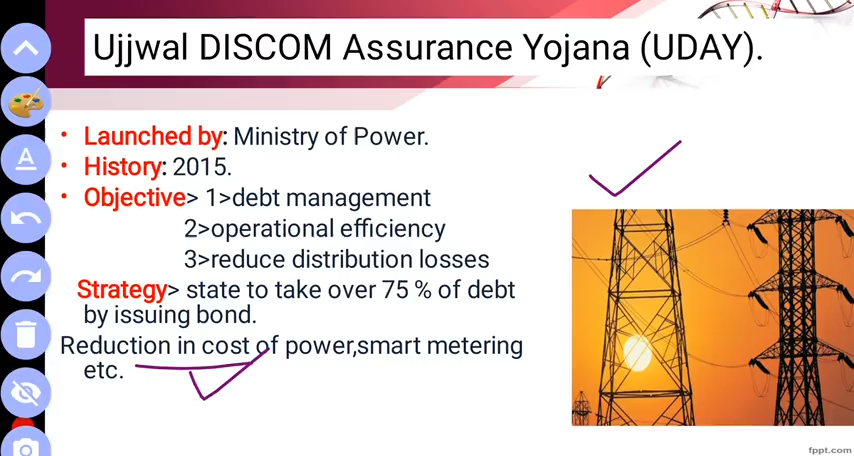 Ujjwal DISCOM Assurance Yojana (UDAY).
• Launched by: Ministry of Power.
• History: 2015.
• Objective> 1>debt management
2>operational efficiency
3>reduce distribution losses
Strategy> state to take over 75 % of debt
by issuing bond.
Reduction in cost of power,smart metering
etc.
A
fppt.com